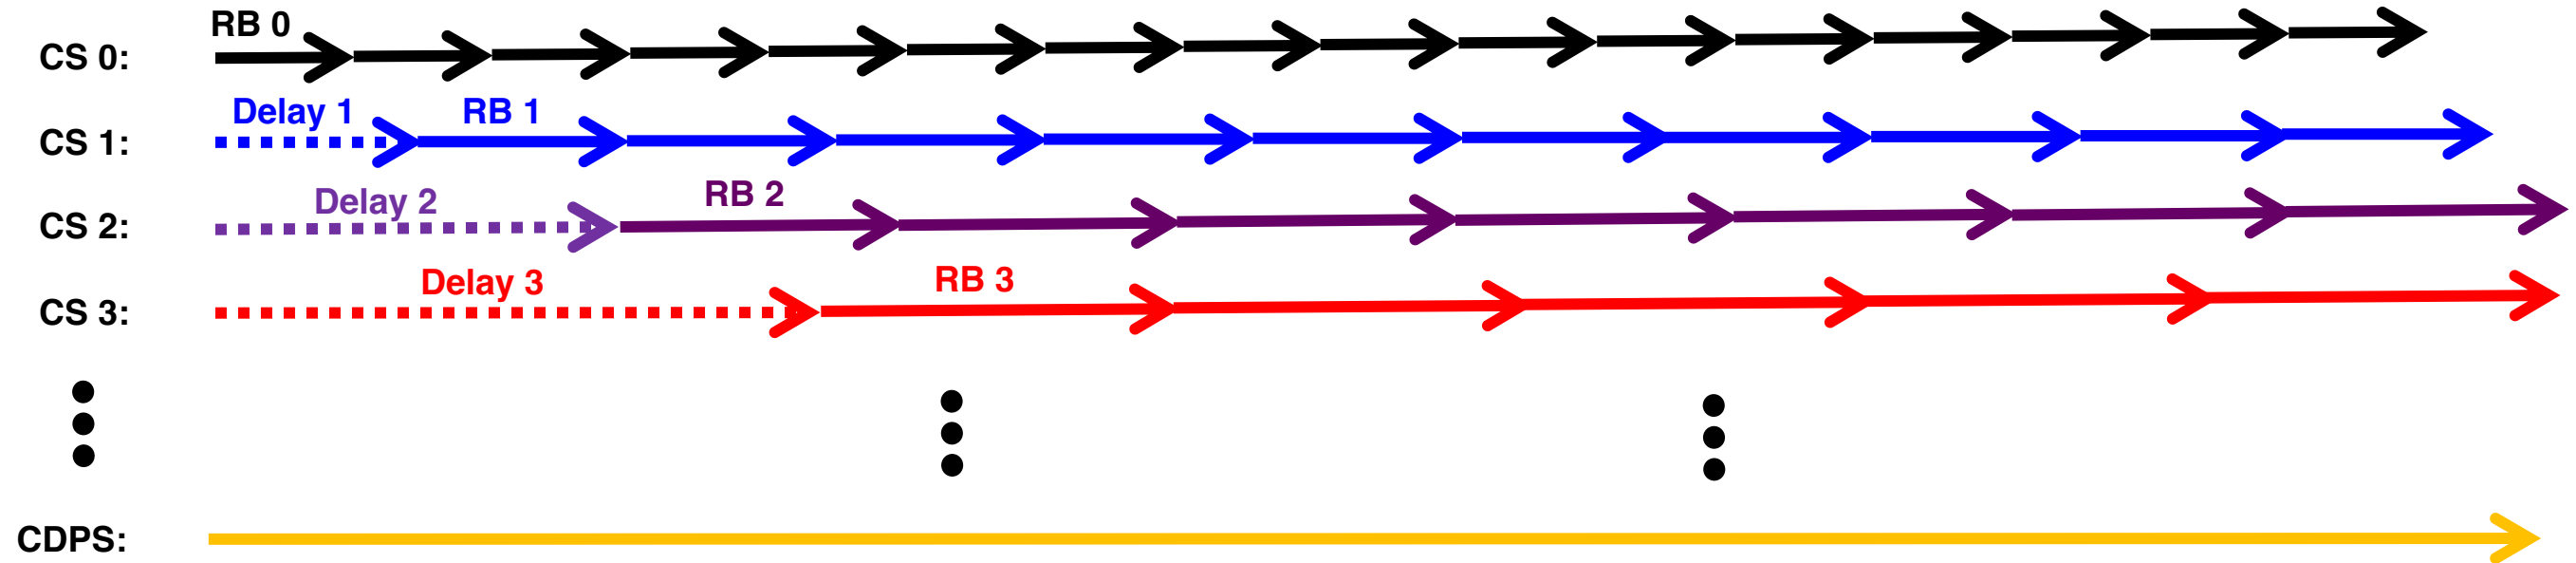 RB 0
CS 0:
Delay 1 RB 1
CS 1:
Delay 2 RB 2
CS 2:
Delay 3 RB 3
CS 3:
CDPS: